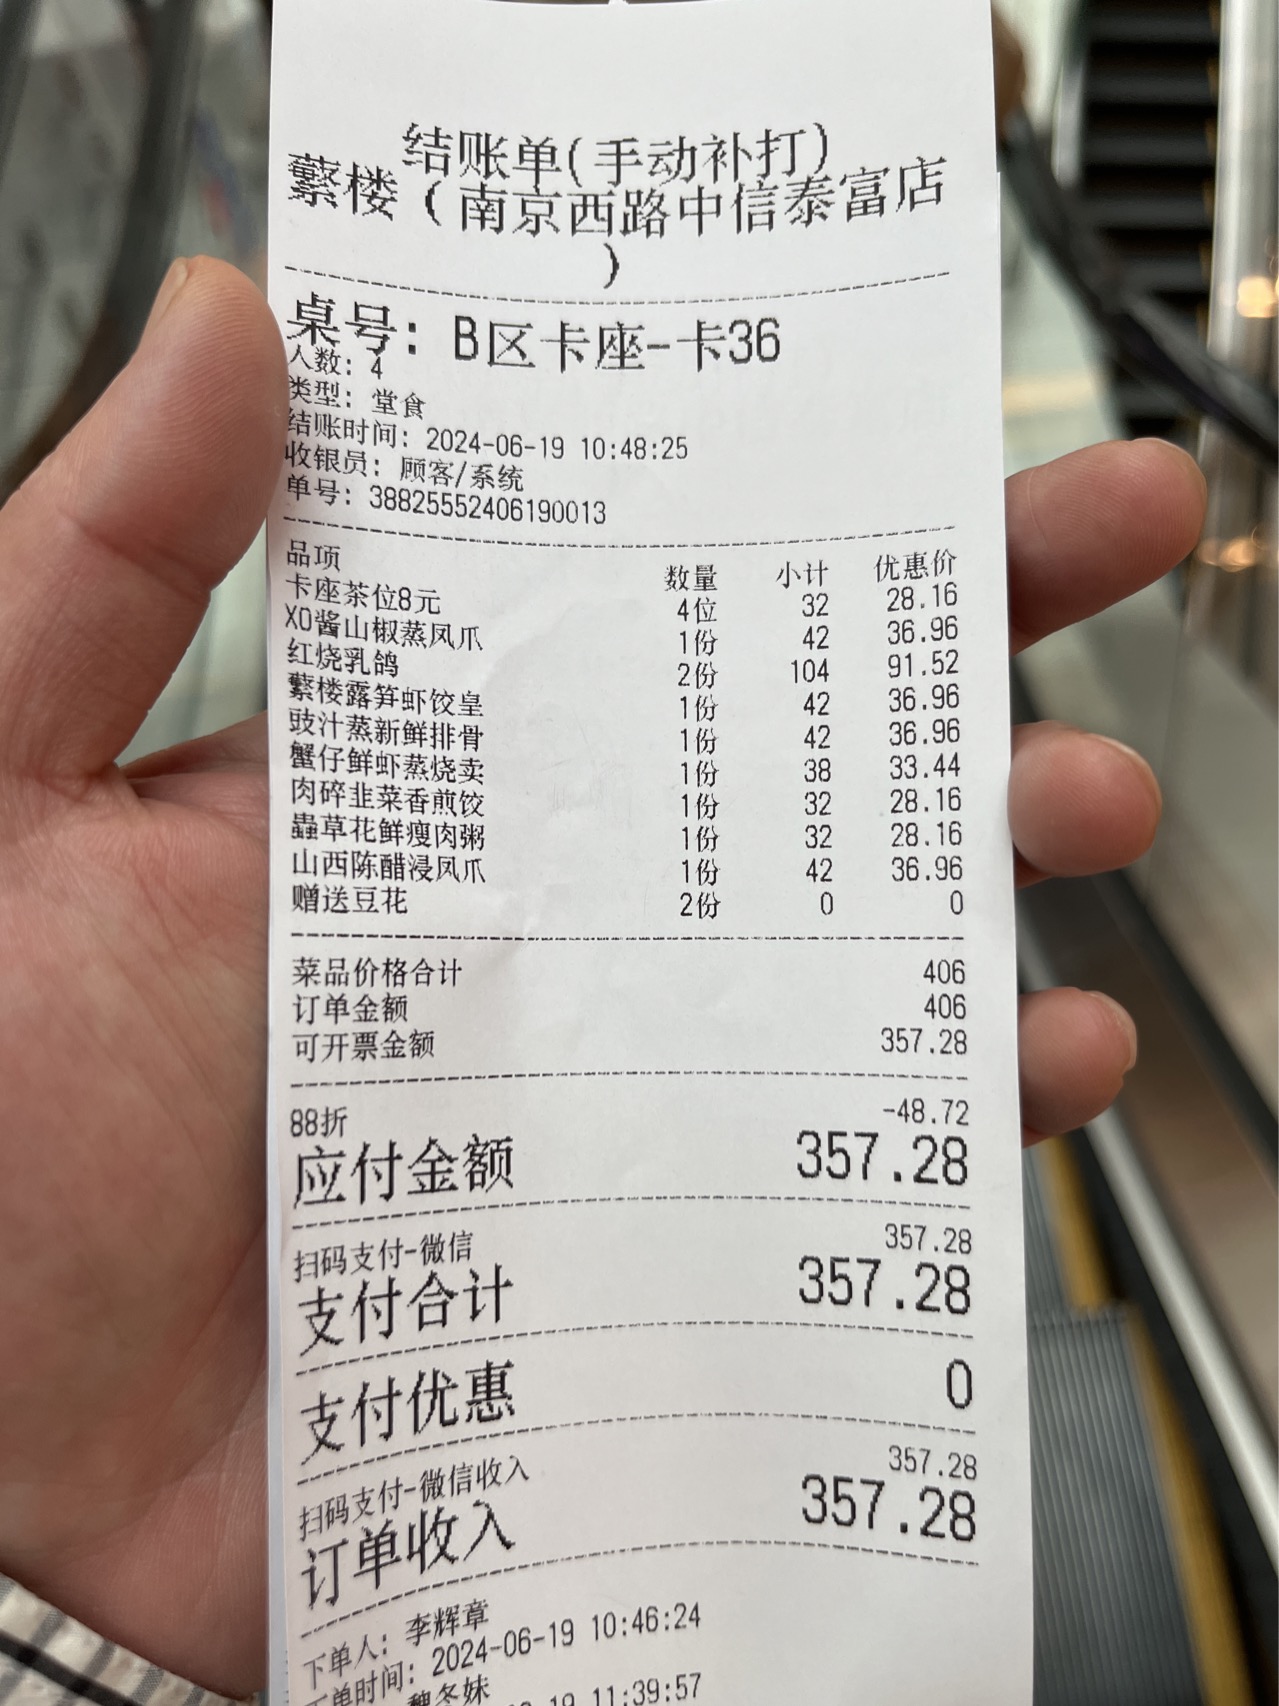 结账单(手动补打)
蘩楼(南京西路中信泰富店
)
桌号: B区卡座-卡36
人数: 4
类型: 堂食
结账时间: 2024-06-19 10:48:25
收银员: 顾客/系统
单号: 38825552406190013
品项 数量 小计 优惠价
卡座茶位8元 4位 32 28.16
XO酱山椒蒸凤爪 1份 42 36.96
红烧乳鸽 2份 104 91.52
蘩楼露笋虾饺皇 1份 42 36.96
豉汁蒸新鲜排骨 1份 42 36.96
蟹仔鲜虾蒸烧卖 1份 38 33.44
肉碎韭菜香煎饺 1份 32 28.16
蟲草花鲜瘦肉粥 1份 32 28.16
山西陈醋浸凤爪 1份 42 36.96
赠送豆花 2份 0 0
菜品价格合计 406
订单金额 406
可开票金额 357.28
88折 -48.72
应付金额 357.28
扫码支付-微信 357.28
支付合计 357.28
支付优惠 0
扫码支付-微信收入 357.28
订单收入 357.28
下单人: 李辉章
下单时间: 2024-06-19 10:46:24
魏冬妹
19 11:39:57